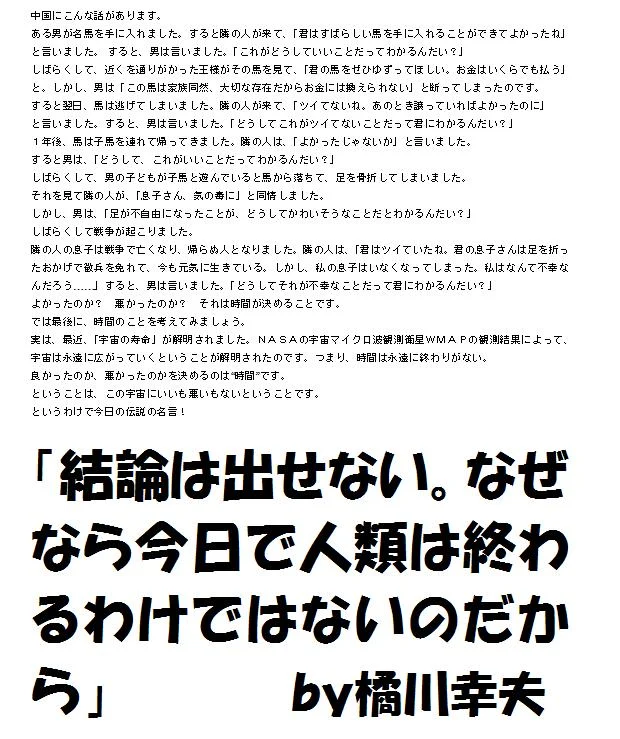 中国にこんな話があります。
ある男が名馬を手に入れました。すると隣の人が来て、「君はすばらしい馬を手に入れることができてよかったね」
と言いました。 すると、男は言いました。「これがどうしていいことだってわかるんだい？」
しばらくして、近くを通りがかった王様がその馬を見て、「君の馬をぜひゆずってほしい。お金はいくらでも払う」
と。しかし、男は「この馬は家族同然、大切な存在だからお金には換えられない」と断ってしまったのです。
すると翌日、馬は逃げてしまいました。隣の人が来て、「ツイてないね。あのとき譲っていればよかったのに」
と言いました。すると、男は言いました。「どうしてこれがツイてないことだって君にわかるんだい？」
１年後、馬は子馬を連れて帰ってきました。隣の人は、「よかったじゃないか」と言いました。
すると男は、「どうして、これがいいことだってわかるんだい？」
しばらくして、男の子どもが子馬と遊んでいると馬から落ちて、足を骨折してしまいました。
それを見て隣の人が、「息子さん、気の毒に」と同情しました。
しかし、男は、「足が不自由になったことが、どうしてかわいそうなことだとわかるんだい？」
しばらくして戦争が起こりました。
隣の人の息子は戦争で亡くなり、帰らぬ人となりました。隣の人は、「君はツイていたね。君の息子さんは足を折っ
たおかげで徴兵を免れて、今も元気に生きている。しかし、私の息子はいなくなってしまった。私はなんて不幸な
んだろう……」すると、男は言いました。「どうしてそれが不幸なことだって君にわかるんだい？」
よかったのか？　悪かったのか？　それは時間が決めることです。
では最後に、時間のことを考えてみましょう。
実は、最近、「宇宙の寿命」が解明されました。ＮＡＳＡの宇宙マイクロ波観測衛星ＷＭＡＰの観測結果によって、
宇宙は永遠に広がっていくということが解明されたのです。つまり、時間は永遠に終わりがない。
良かったのか、悪かったのかを決めるのは“時間”です。
ということは、この宇宙にいいも悪いもないということです。
というわけで今日の伝説の名言！
「結論は出せない。なぜ
なら今日で人類は終わ
るわけではないのだか
ら」　　　by橘川幸夫